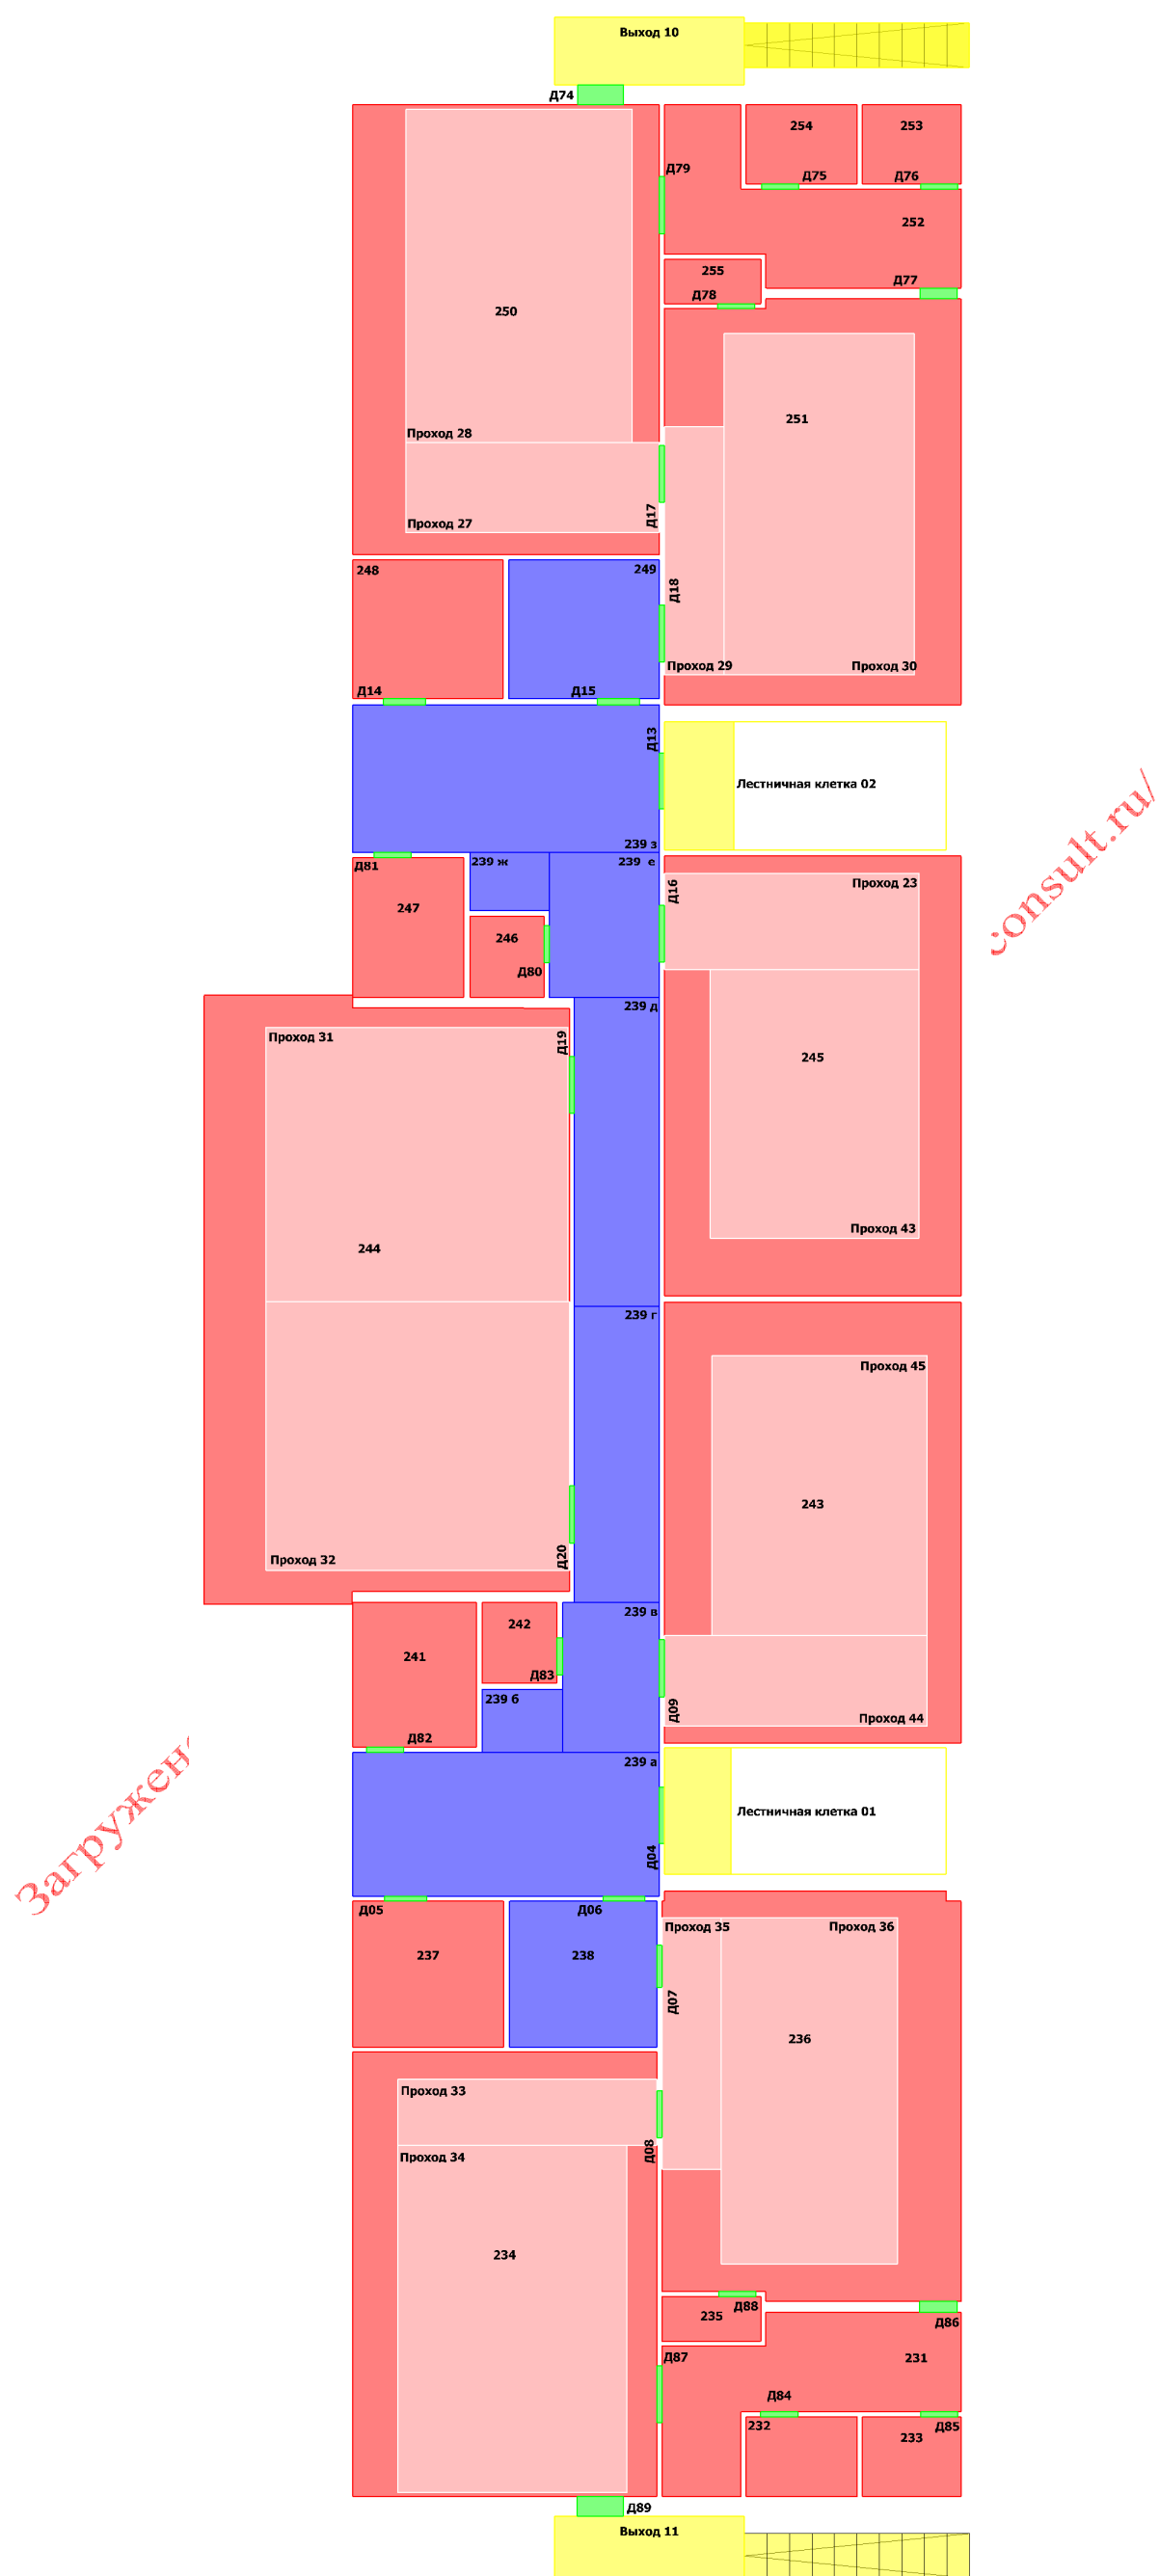 Выход 10
Д74
254
253
Д79
Д75
Д76
252
255
Д77
Д78
250
251
Проход 28
Проход 27
Д17
248
249
Д18
Проход 29
Проход 30
Д14
Д15
Д13
Лестничная клетка 02
239 з
consult.ru/
Д81
239 ж
239 е
Д16
Проход 23
247
246
Д80
239 д
Проход 31
Д19
245
Проход 43
244
239 г
Проход 45
243
Проход 32
Д20
239 в
242
241
Д83
239 б
Д09
Проход 44
Д82
239 а
Загружено
Лестничная клетка 01
Д04
Д05
Д06
Проход 35
Проход 36
237
238
Д07
236
Проход 33
Д08
Проход 34
234
Д88
235
Д86
Д87
231
Д84
232
Д85
233
Д89
Выход 11